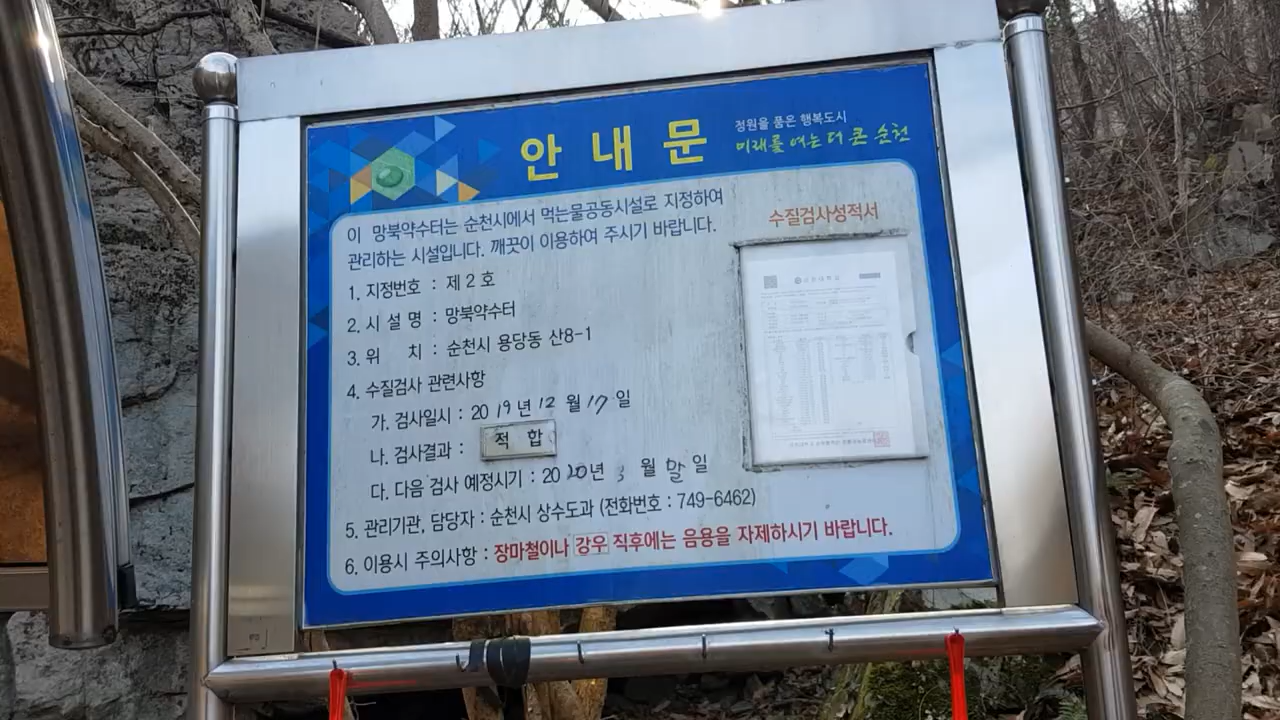 안내문
정원을 품은 행복도시
미래를 여는 더 큰 순천
이 망북약수터는 순천시에서 먹는물공동시설로 지정하여
관리하는 시설입니다. 깨끗이 이용하여 주시기 바랍니다.
1. 지정번호 : 제 2 호
2. 시 설 명 : 망북약수터
3. 위 치 : 순천시 용당동 산8-1
4. 수질검사 관련사항
가. 검사일시 : 2019년 12월 17일
나. 검사결과 : 적 합
다. 다음 검사 예정시기 : 2020년 3월 말일
5. 관리기관, 담당자 : 순천시 상수도과 (전화번호 : 749-6462)
6. 이용시 주의사항 : 장마철이나 강우 직후에는 음용을 자제하시기 바랍니다.
수질검사성적서